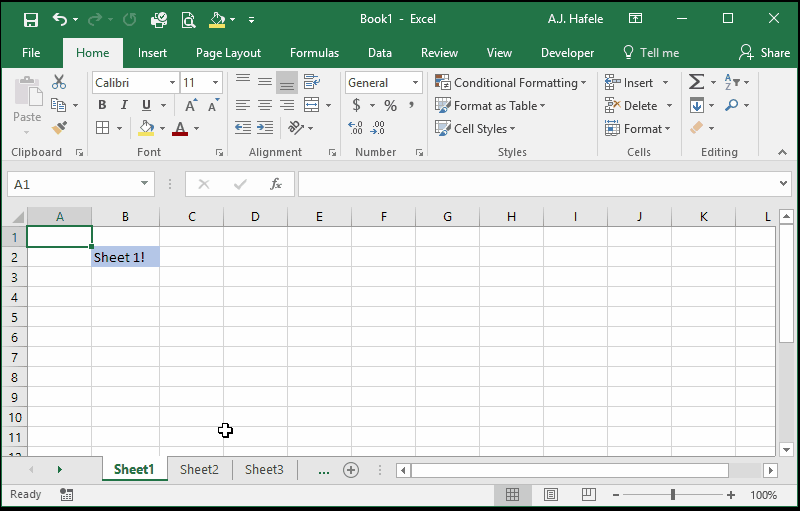 Book1 - Excel
A.J. Hafele
File Home Insert Page Layout Formulas Data Review View Developer Tell me Share
Calibri 11 General Conditional Formatting Insert
Paste B I U A A $ % , Format as Table Delete
A .00 .00 Cell Styles Format
Clipboard Font Alignment Number Styles Cells Editing
A1 fx
A B C D E F G H I J K L
1
2 Sheet 1!
3
4
5
6
7
8
9
10
11
Sheet1 Sheet2 Sheet3 ...
Ready 100%